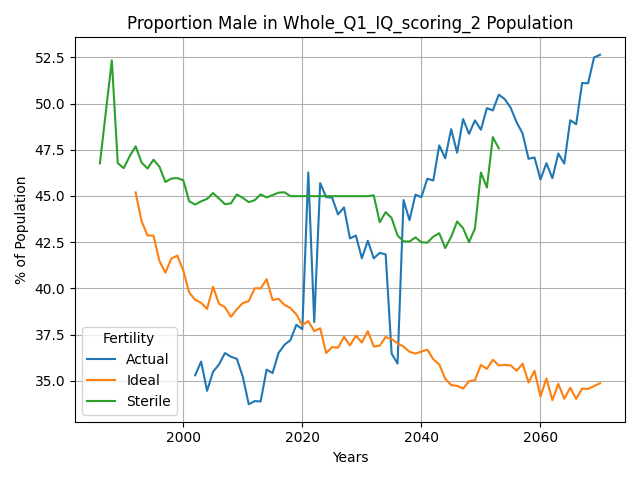 Proportion Male in Whole_Q1_IQ_scoring_2 Population
52.5
50.0
47.5
45.0
42.5
40.0
37.5
35.0
% of Population
Fertility
Actual
Ideal
Sterile
2000
2020
2040
2060
Years